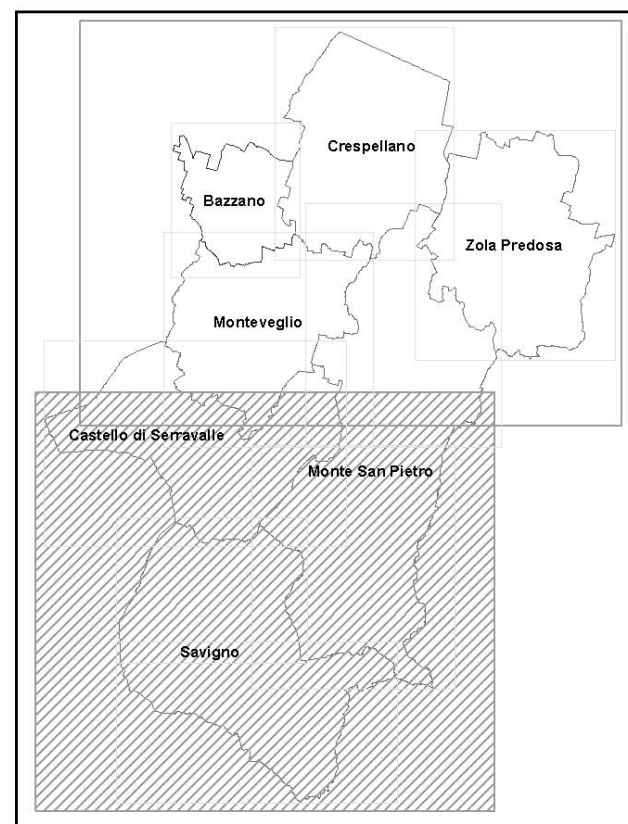 Crespellano
Bazzano
Zola Predosa
Monteveglio
Castello di Serravalle
Monte San Pietro
Savigno